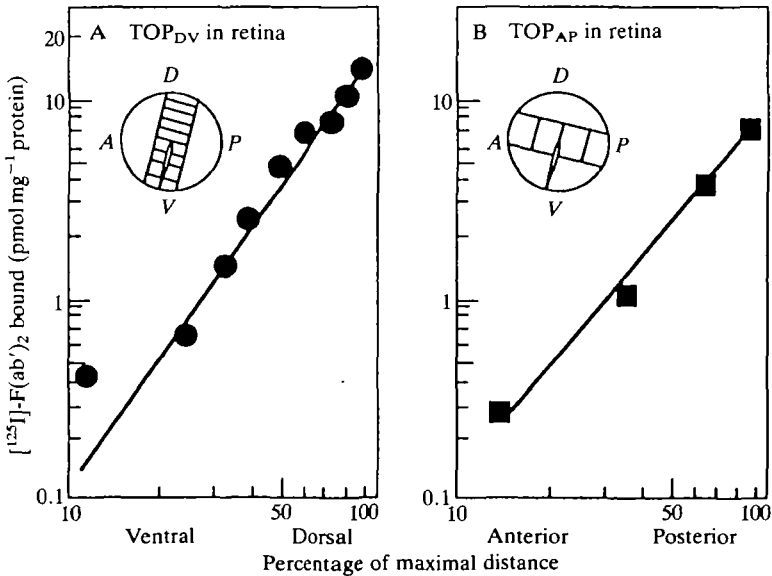 A TOP_DV in retina
20
10
1
0.1
D
A
P
V
10
50
100
Ventral
Dorsal
B TOP_AP in retina
10
1
0.1
D
A
P
V
10
50
100
Anterior
Posterior
Percentage of maximal distance
[¹²⁵I]-F(ab′)₂ bound (pmol mg⁻¹ protein)